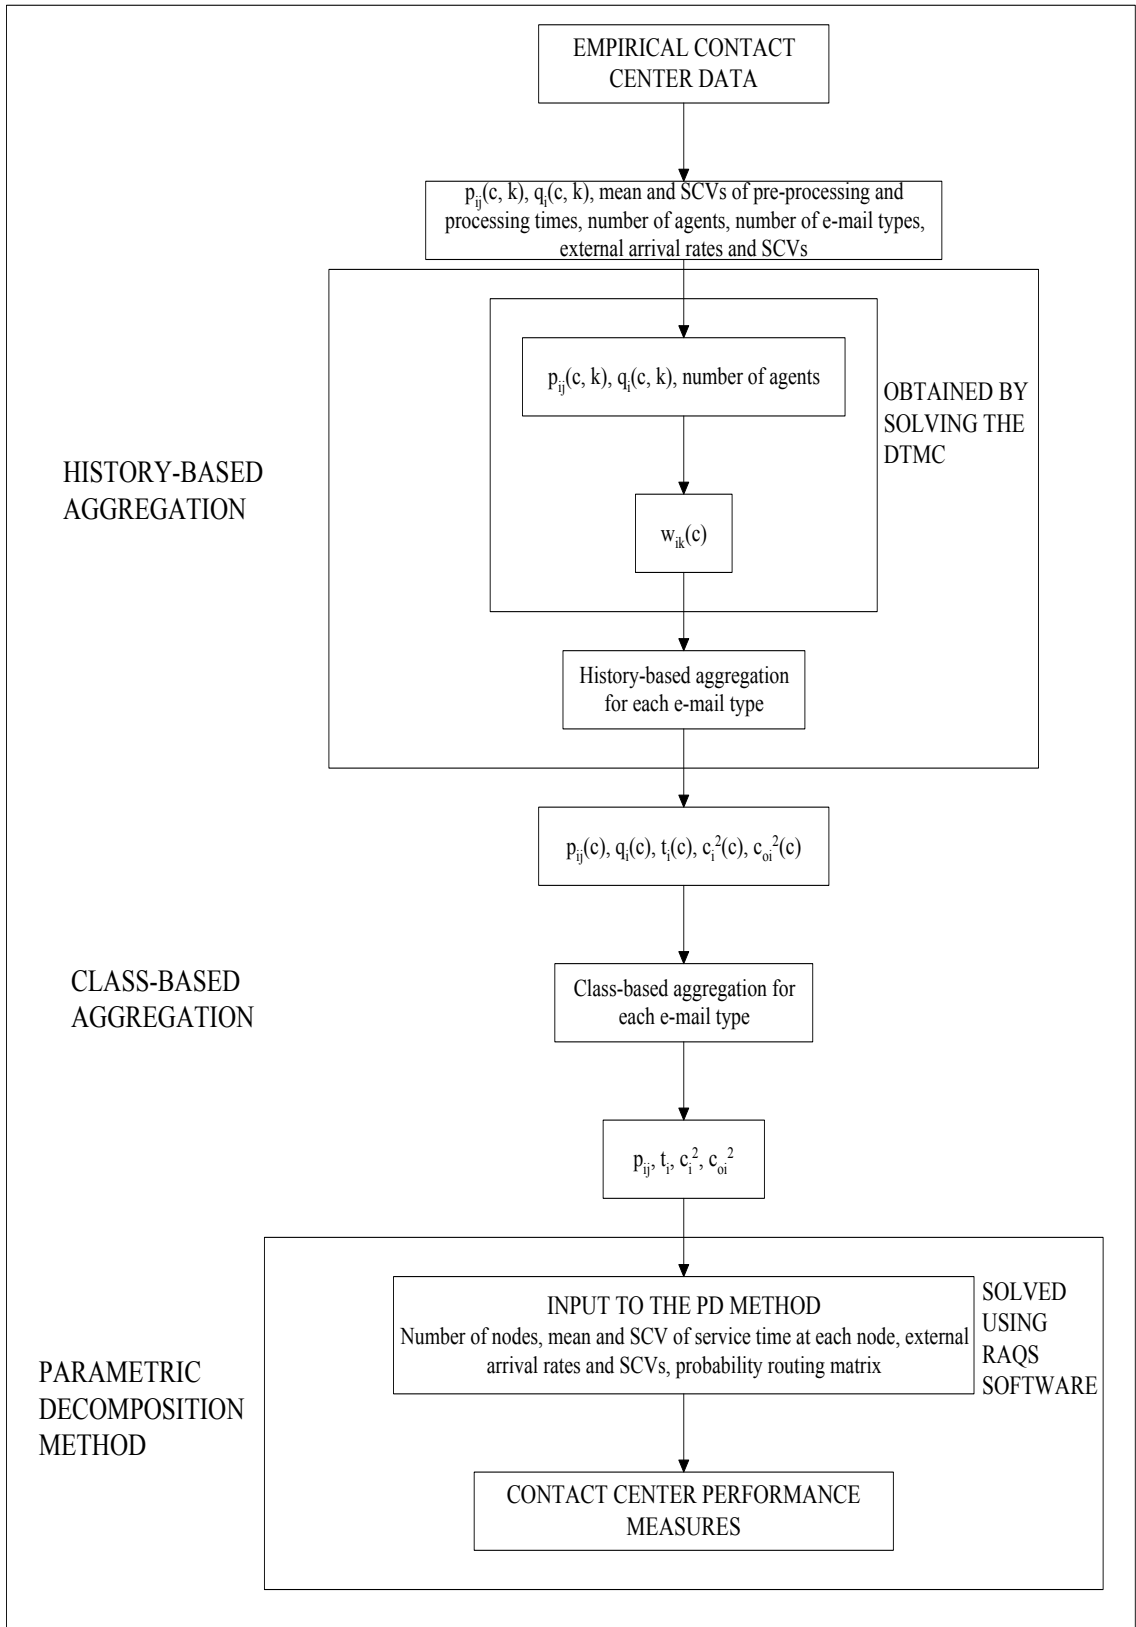 EMPIRICAL CONTACT
CENTER DATA
p_ij(c, k), q_i(c, k), mean and SCVs of pre-processing and
processing times, number of agents, number of e-mail types,
external arrival rates and SCVs
p_ij(c, k), q_i(c, k), number of agents
OBTAINED BY
SOLVING THE
DTMC
HISTORY-BASED
AGGREGATION
w_ik(c)
History-based aggregation
for each e-mail type
p_ij(c), q_i(c), t_i(c), c_i^2(c), c_oi^2(c)
CLASS-BASED
AGGREGATION
Class-based aggregation for
each e-mail type
p_ij, t_i, c_i^2, c_oi^2
INPUT TO THE PD METHOD
Number of nodes, mean and SCV of service time at each node, external
arrival rates and SCVs, probability routing matrix
SOLVED
USING
RAQS
SOFTWARE
PARAMETRIC
DECOMPOSITION
METHOD
CONTACT CENTER PERFORMANCE
MEASURES